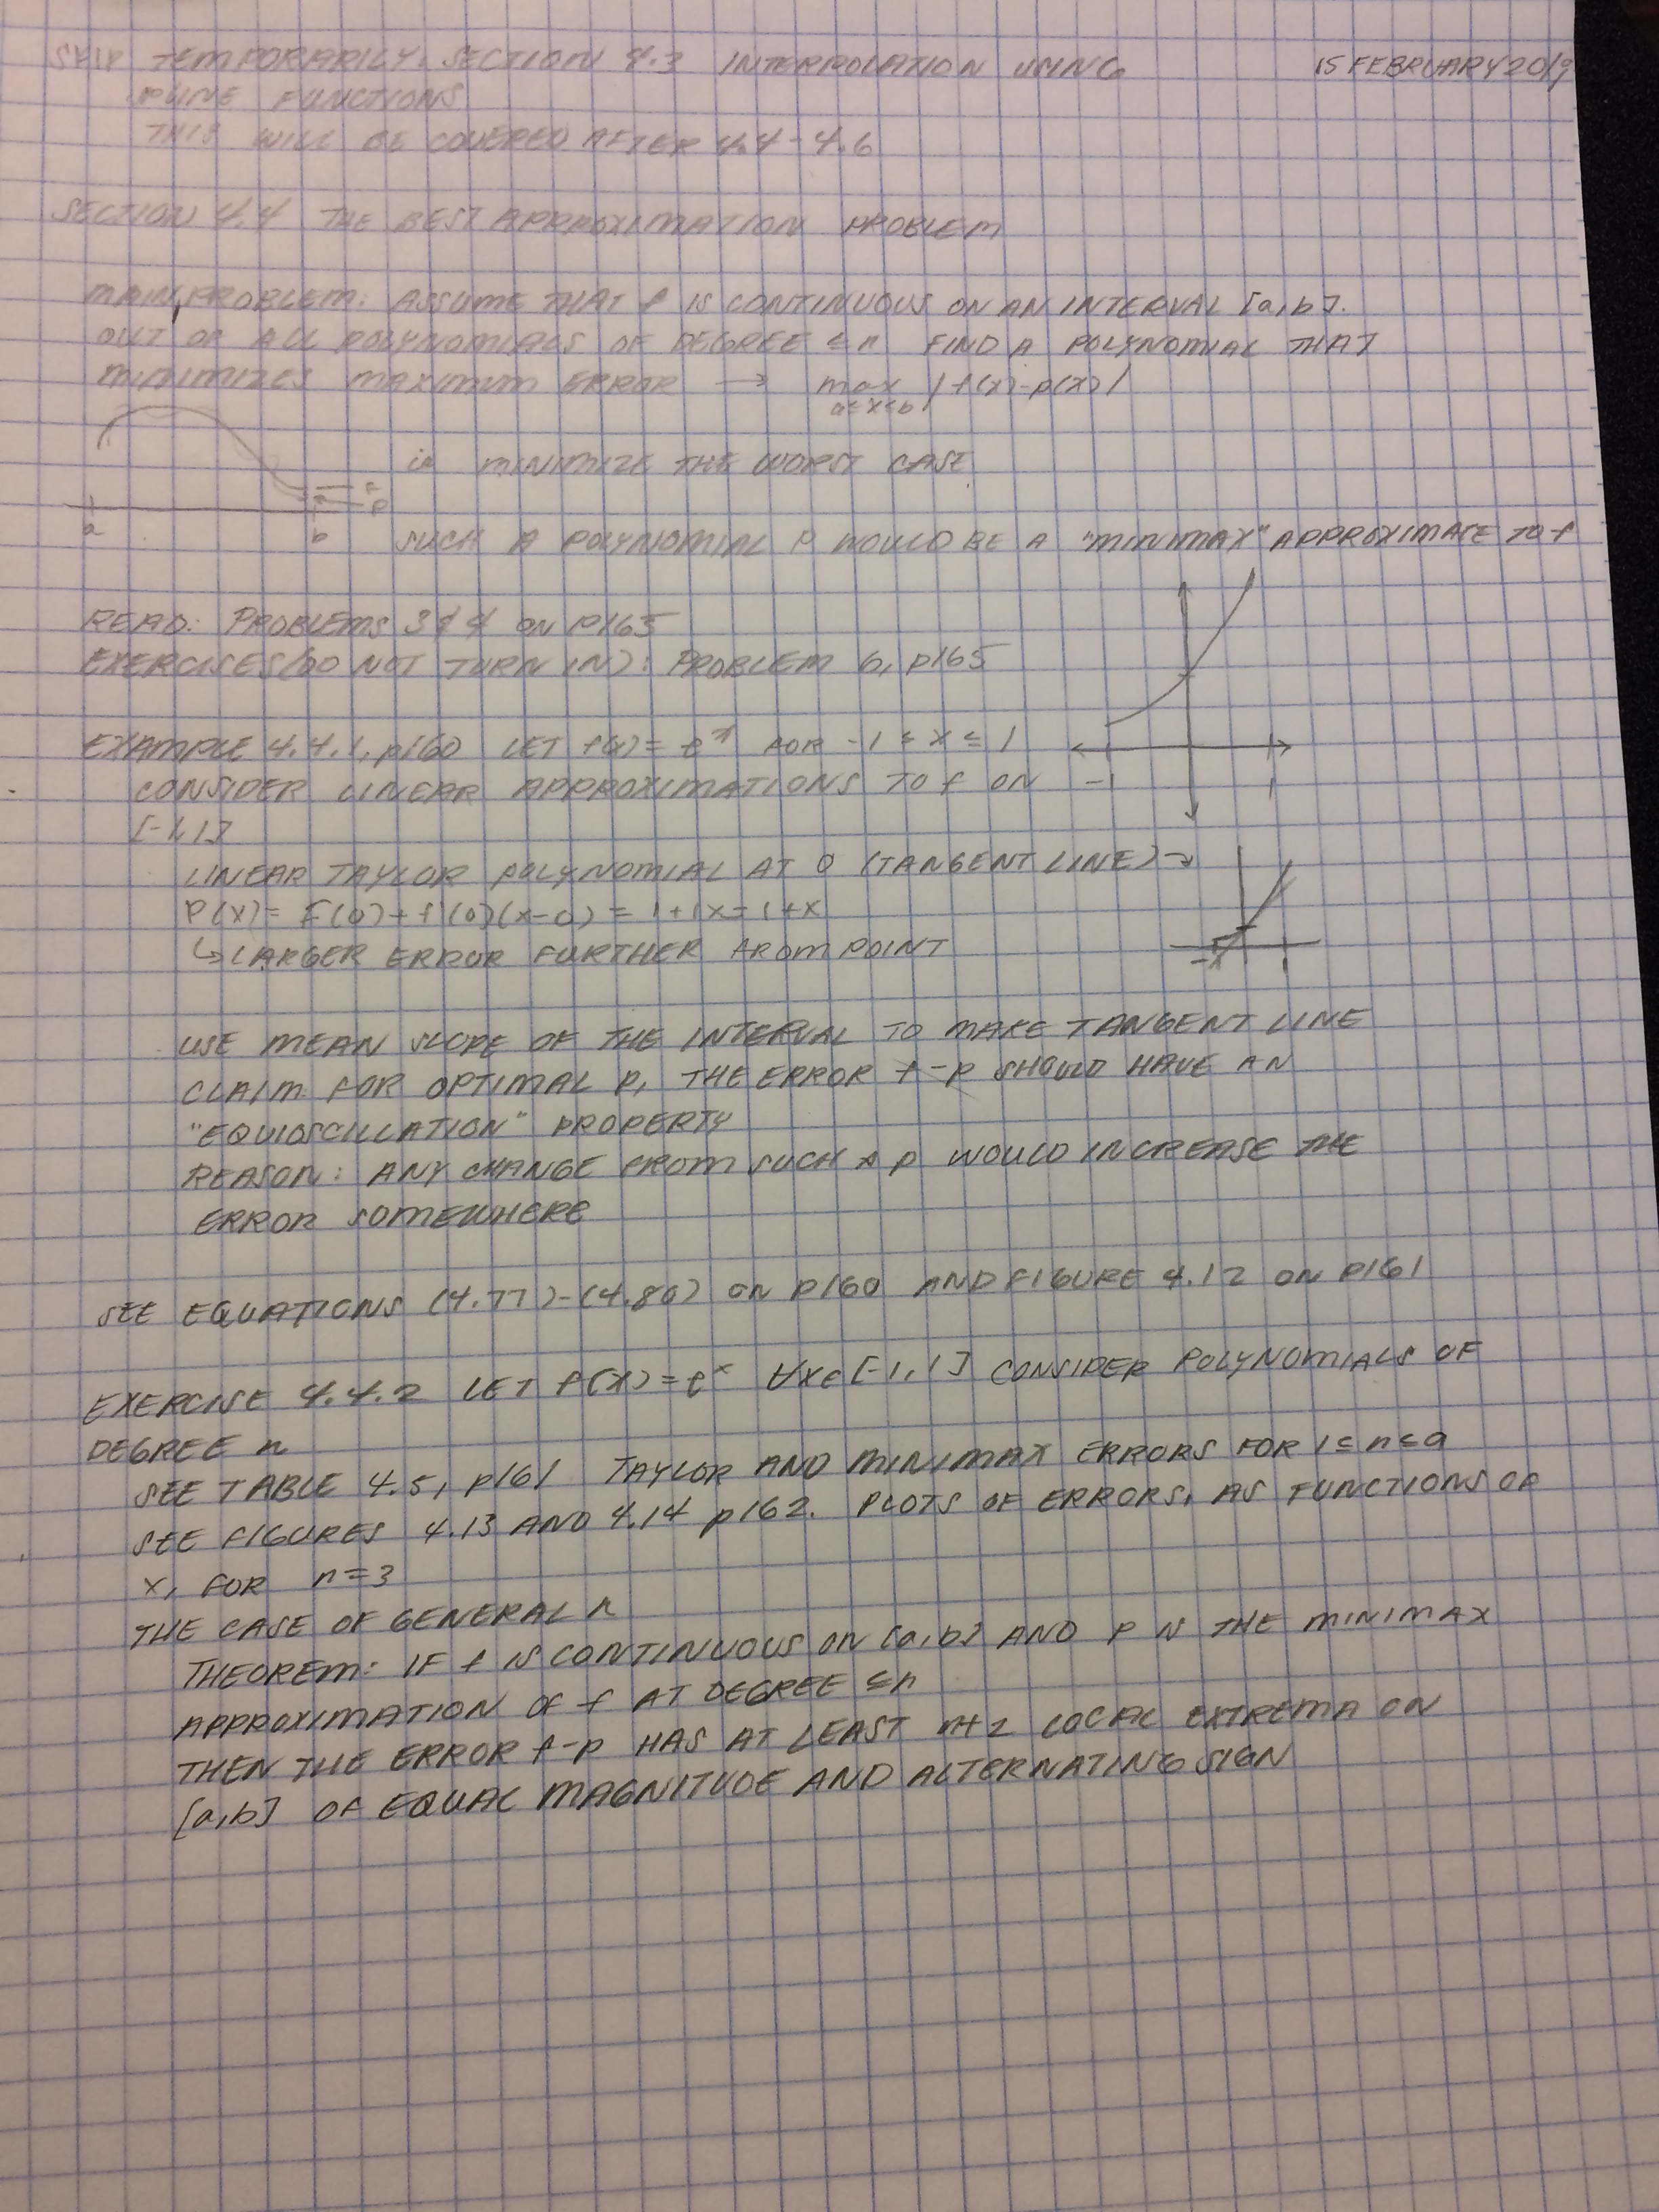 SKIP TEMPORARILY: SECTION 4.3 INTERPOLATION USING
15 FEBRUARY 2019
SPLINE FUNCTIONS
THIS WILL BE COVERED AFTER 4.4-4.6
SECTION 4.4 THE BEST APPROXIMATION PROBLEM
MAIN PROBLEM: ASSUME THAT f IS CONTINUOUS ON AN INTERVAL [a,b].
OUT OF ALL POLYNOMIALS OF DEGREE ≤ n FIND A POLYNOMIAL THAT
MINIMIZES MAXIMUM ERROR → max |f(x)-p(x)|
a≤x≤b
ie MINIMIZE THE WORST CASE
f
p
a b
SUCH A POLYNOMIAL P WOULD BE A "MINIMAX" APPROXIMATE TO f
READ: PROBLEMS 3 & 4 ON P165
EXERCISES (DO NOT TURN IN): PROBLEM 6, p165
EXAMPLE 4.4.1, p160 LET f(x) = e^x FOR -1 ≤ x ≤ 1
CONSIDER LINEAR APPROXIMATIONS TO f ON
-1 1
[-1,1]
LINEAR TAYLOR POLYNOMIAL AT 0 (TANGENT LINE) →
P(X) = F(0) + f'(0)(x-0) = 1+1x = 1+x
↳ LARGER ERROR FURTHER FROM POINT
-1 1
USE MEAN SLOPE OF THE INTERVAL TO MAKE TANGENT LINE
CLAIM: FOR OPTIMAL p, THE ERROR f-p SHOULD HAVE AN
"EQUIOSCILLATION" PROPERTY
REASON: ANY CHANGE FROM SUCH A p WOULD INCREASE THE
ERROR SOMEWHERE
SEE EQUATIONS (4.77)-(4.80) ON p160 AND FIGURE 4.12 ON P161
EXERCISE 4.4.2 LET f(X) = e^x ∀x∈[-1,1] CONSIDER POLYNOMIALS OF
DEGREE n
SEE TABLE 4.5, p161 TAYLOR AND MINIMAX ERRORS FOR 1≤n≤9
SEE FIGURES 4.13 AND 4.14 p162. PLOTS OF ERRORS, AS FUNCTIONS OF
X, FOR n=3
THE CASE OF GENERAL n
THEOREM: IF f IS CONTINUOUS ON [a,b] AND P IS THE MINIMAX
APPROXIMATION OF f AT DEGREE ≤n
THEN THE ERROR f-p HAS AT LEAST n+2 LOCAL EXTREMA ON
[a,b] OF EQUAL MAGNITUDE AND ALTERNATING SIGN